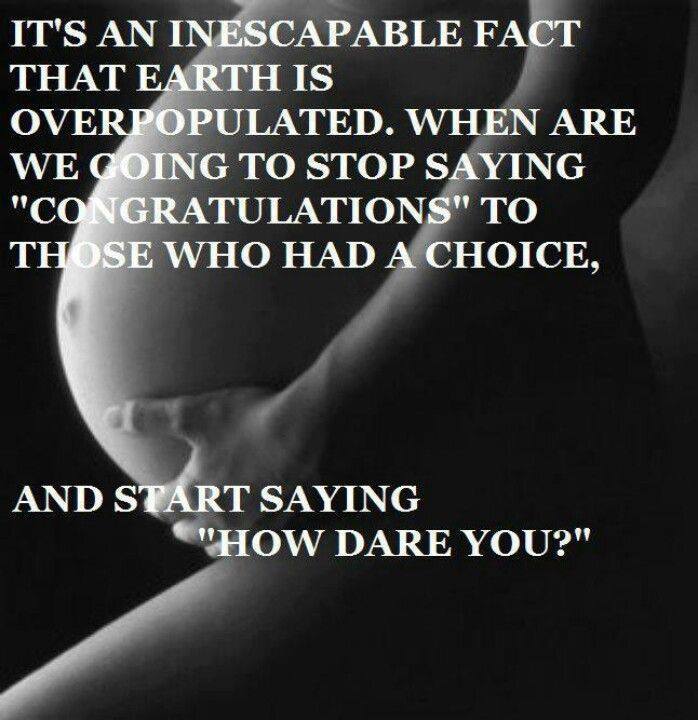 IT'S AN INESCAPABLE FACT
THAT EARTH IS
OVERPOPULATED. WHEN ARE
WE GOING TO STOP SAYING
"CONGRATULATIONS" TO
THOSE WHO HAD A CHOICE,
AND START SAYING
"HOW DARE YOU?"